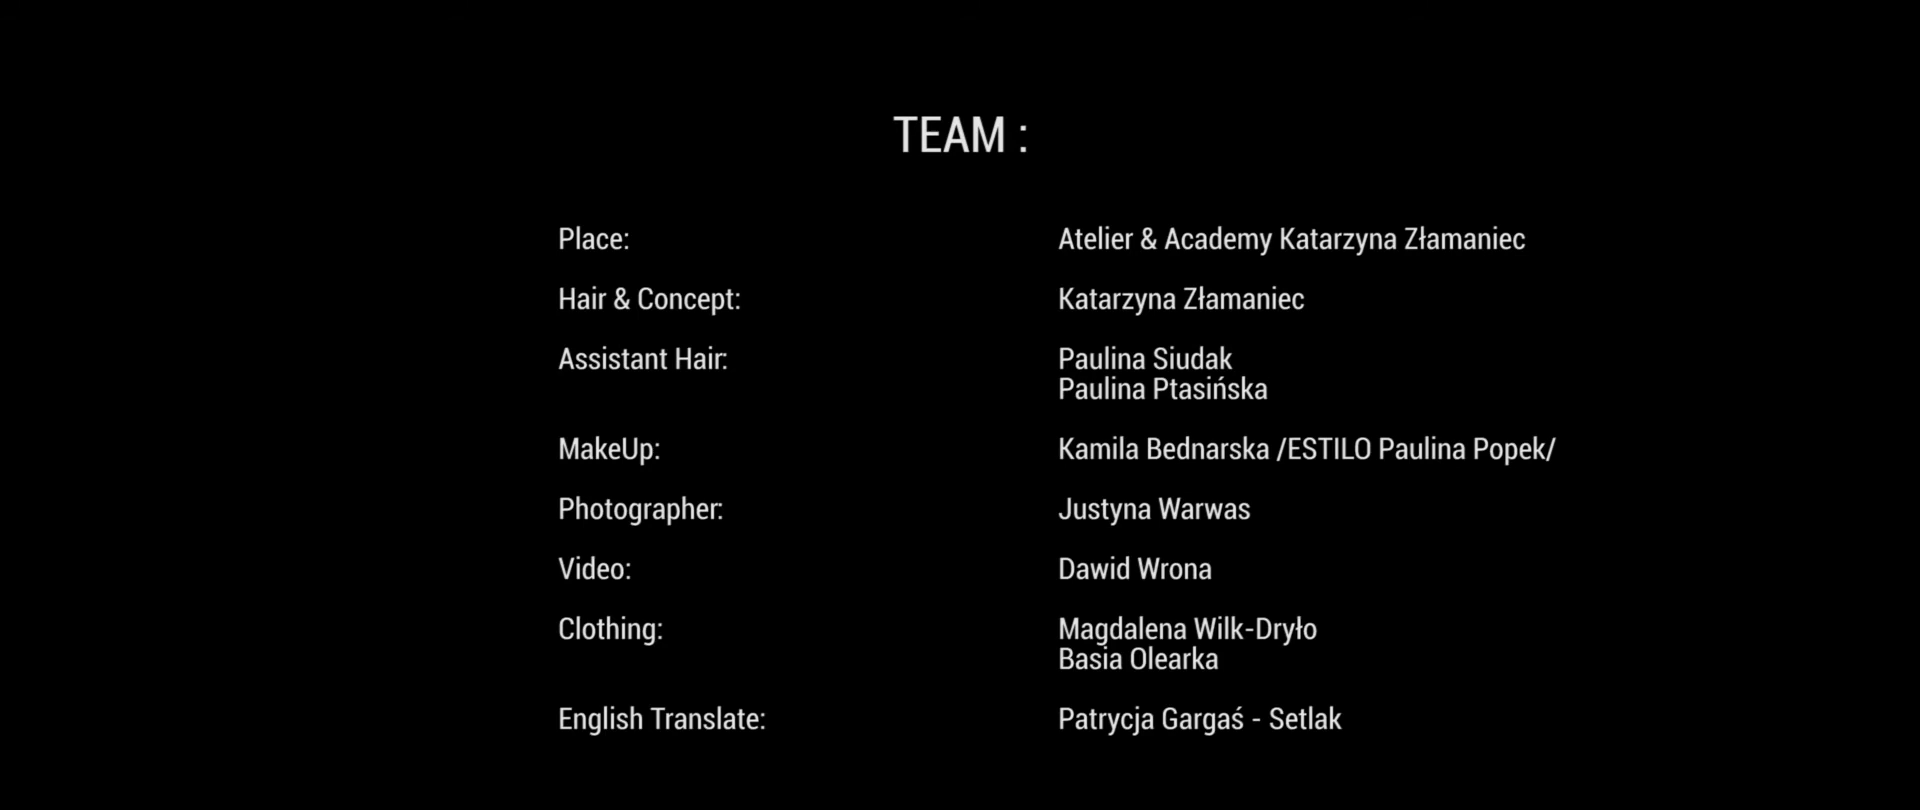 TEAM :
Place: Atelier & Academy Katarzyna Złamaniec
Hair & Concept: Katarzyna Złamaniec
Assistant Hair: Paulina Siudak
Paulina Ptasińska
MakeUp: Kamila Bednarska /ESTILO Paulina Popek/
Photographer: Justyna Warwas
Video: Dawid Wrona
Clothing: Magdalena Wilk-Dryło
Basia Olearka
English Translate: Patrycja Gargaś - Setlak